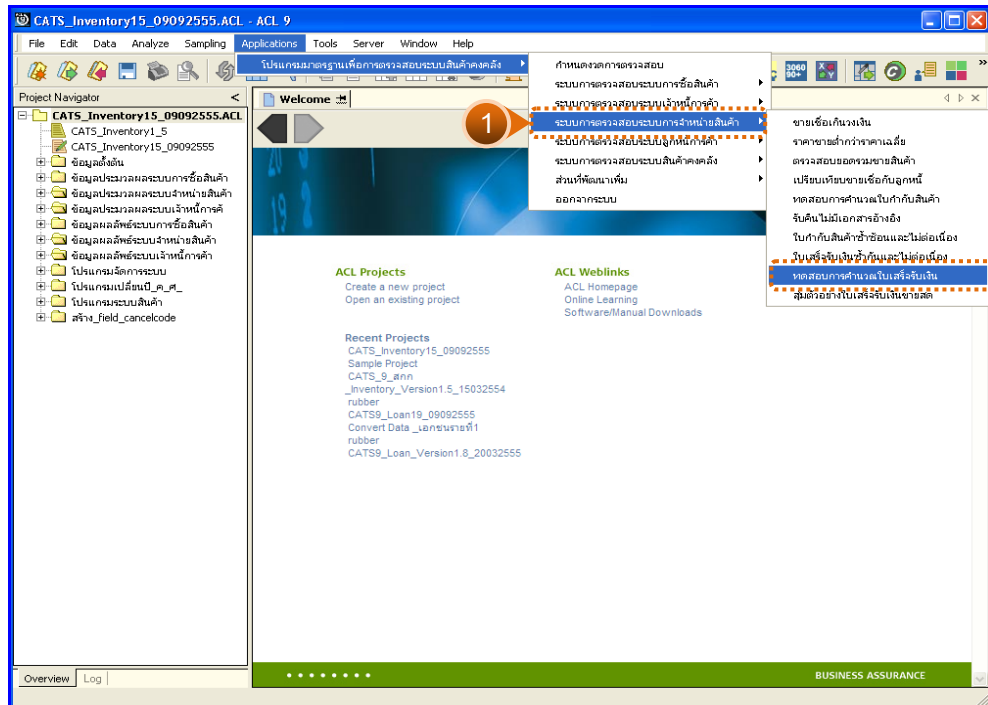 CATS_Inventory15_09092555.ACL - ACL 9
File Edit Data Analyze Sampling Applications Tools Server Window Help
โปรแกรมมาตรฐานเพื่อการตรวจสอบระบบสินค้าคงคลัง
กำหนดงวดการตรวจสอบ
ระบบการตรวจสอบระบบการซื้อสินค้า
ระบบการตรวจสอบระบบเจ้าหนี้การค้า
ระบบการตรวจสอบระบบการจำหน่ายสินค้า
ระบบการตรวจสอบระบบลูกหนี้การค้า
ระบบการตรวจสอบระบบสินค้าคงคลัง
ส่วนที่พัฒนาเพิ่ม
ออกจากระบบ
1
ขายเชื่อเกินวงเงิน
ราคาขายต่ำกว่าราคาเฉลี่ย
ตรวจสอบยอดรวมขายสินค้า
เปรียบเทียบขายเชื่อกับลูกหนี้
ทดสอบการคำนวณใบกำกับสินค้า
รับคืนไม่มีเอกสารอ้างอิง
ใบกำกับสินค้าซ้ำซ้อนและไม่ต่อเนื่อง
ใบเสร็จรับเงินซ้ำกันและไม่ต่อเนื่อง
ทดสอบการคำนวณใบเสร็จรับเงิน
สุ่มตัวอย่างใบเสร็จรับเงินขายสด
3060
90+
Project Navigator <
Welcome
CATS_Inventory15_09092555.ACL
CATS_Inventory1_5
CATS_Inventory15_09092555
ข้อมูลตั้งต้น
ข้อมูลประมวลผลระบบการซื้อสินค้า
ข้อมูลประมวลผลระบบจำหน่ายสินค้า
ข้อมูลประมวลผลระบบเจ้าหนี้การค้
ข้อมูลผลลัพธ์ระบบการซื้อสินค้า
ข้อมูลผลลัพธ์ระบบจำหน่ายสินค้า
ข้อมูลผลลัพธ์ระบบเจ้าหนี้การค้า
โปรแกรมจัดการระบบ
โปรแกรมเปลี่ยนปี_ค_ศ_
โปรแกรมระบบสินค้า
สร้าง_field_cancelcode
ACL Projects
Create a new project
Open an existing project
Recent Projects
CATS_Inventory15_09092555
Sample Project
CATS_9_สกก
_Inventory_Version1.5_15032554
rubber
CATS9_Loan19_09092555
Convert Data _เอกชนรายที่1
rubber
CATS9_Loan_Version1.8_20032555
ACL Weblinks
ACL Homepage
Online Learning
Software/Manual Downloads
BUSINESS ASSURANCE
Overview Log